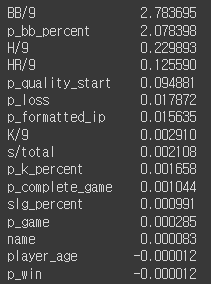 BB/9 2.783695
p_bb_percent 2.078398
H/9 0.229893
HR/9 0.125590
p_quality_start 0.094881
p_loss 0.017872
p_formatted_ip 0.015635
K/9 0.002910
s/total 0.002108
p_k_percent 0.001658
p_complete_game 0.001044
slg_percent 0.000991
p_game 0.000285
name 0.000083
player_age -0.000012
p_win -0.000012